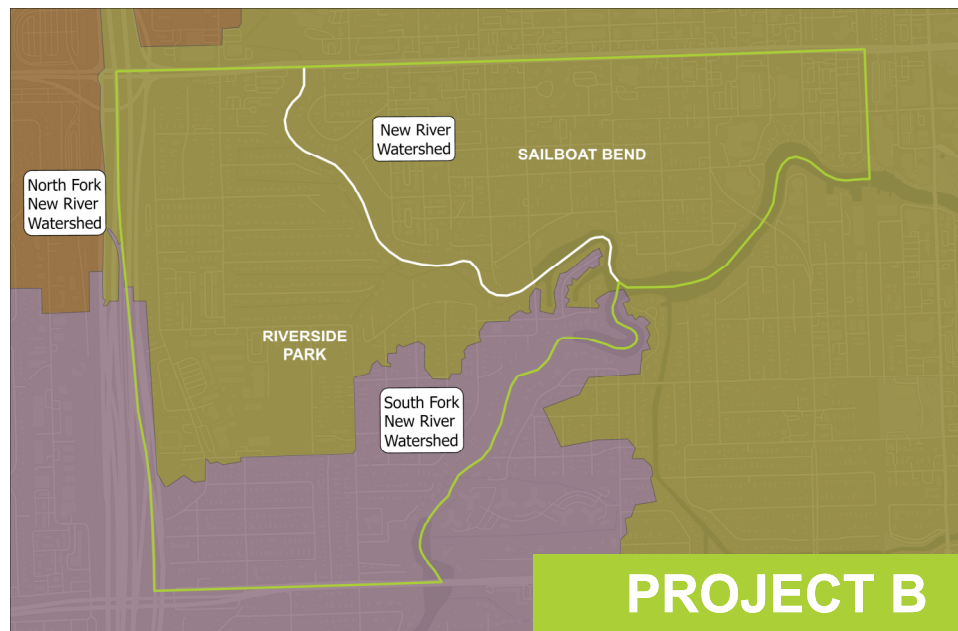 New River
Watershed
SAILBOAT BEND
North Fork
New River
Watershed
RIVERSIDE
PARK
South Fork
New River
Watershed
PROJECT B